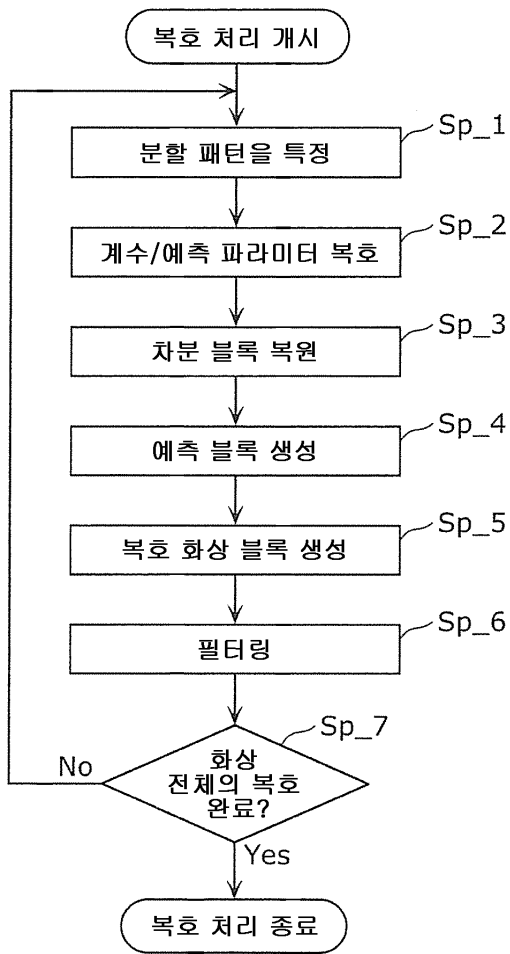 복호 처리 개시
Sp_1
분할 패턴을 특정
Sp_2
계수/예측 파라미터 복호
Sp_3
차분 블록 복원
Sp_4
예측 블록 생성
Sp_5
복호 화상 블록 생성
Sp_6
필터링
Sp_7
화상
전체의 복호
완료?
No
Yes
복호 처리 종료